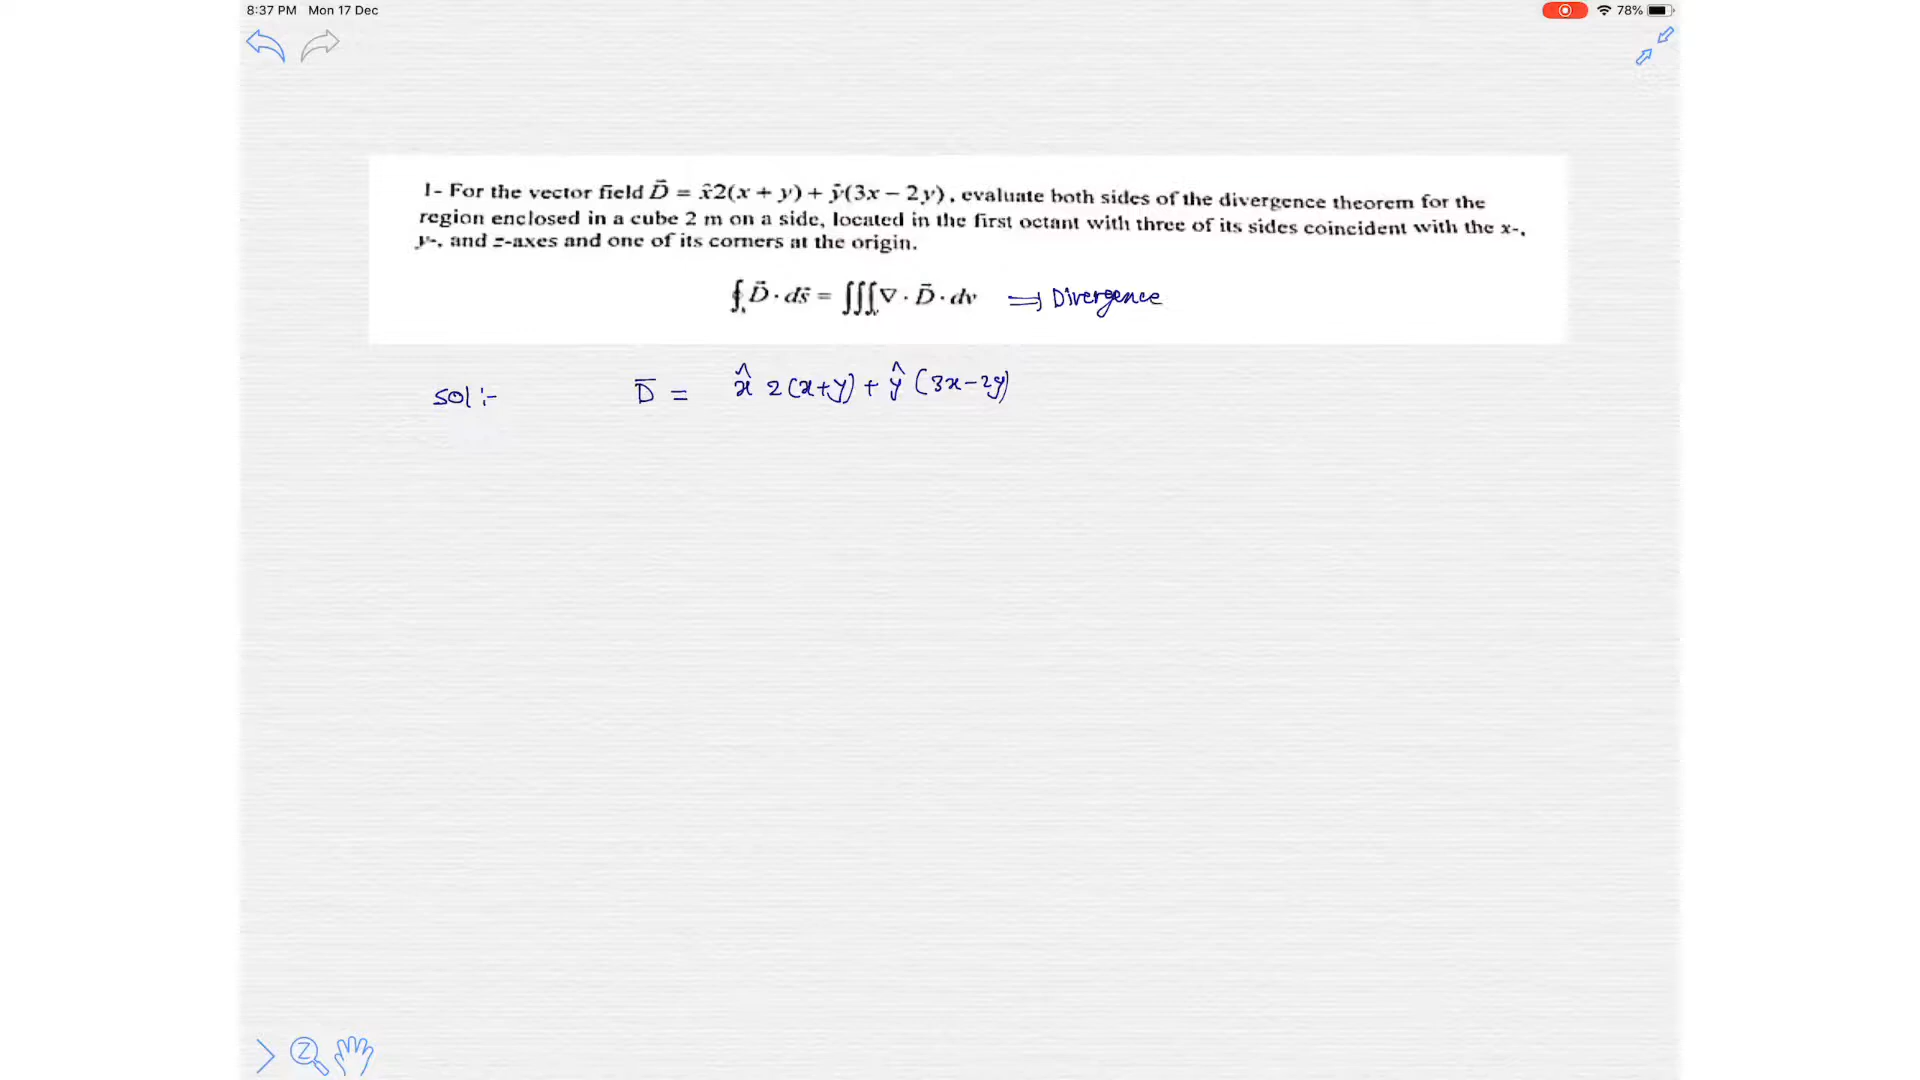 8:37 PM Mon 17 Dec 78%
1- For the vector field D⃗ = x̂2(x + y) + ŷ(3x − 2y), evaluate both sides of the divergence theorem for the
region enclosed in a cube 2 m on a side, located in the first octant with three of its sides coincident with the x-,
y-, and z-axes and one of its corners at the origin.
∮ₛ D⃗ · ds⃗ = ∭ᵥ ∇ · D⃗ · dv ⇒ Divergence
Sol:- D̄ = x̂ 2(x+y) + ŷ (3x-2y)
Z